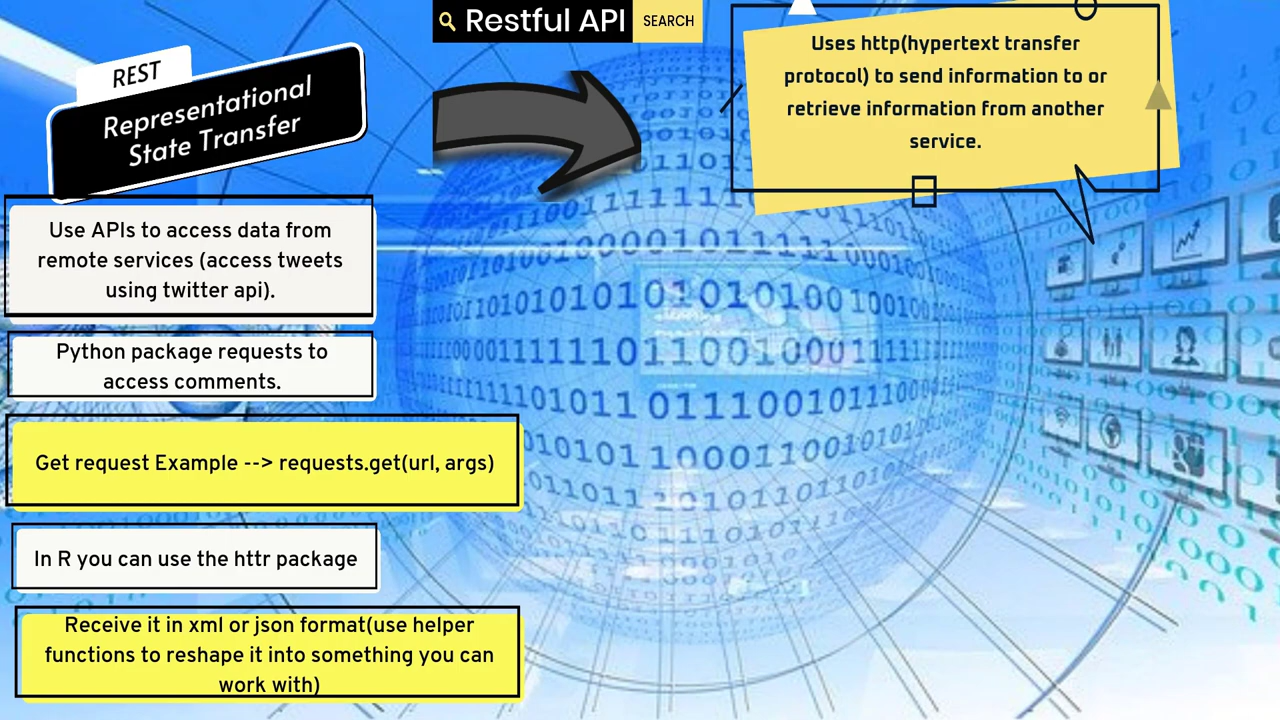 Restful API SEARCH
REST
Representational
State Transfer
Uses http(hypertext transfer
protocol) to send information to or
retrieve information from another
service.
Use APIs to access data from
remote services (access tweets
using twitter api).
Python package requests to
access comments.
Get request Example --> requests.get(url, args)
In R you can use the httr package
Receive it in xml or json format(use helper
functions to reshape it into something you can
work with)